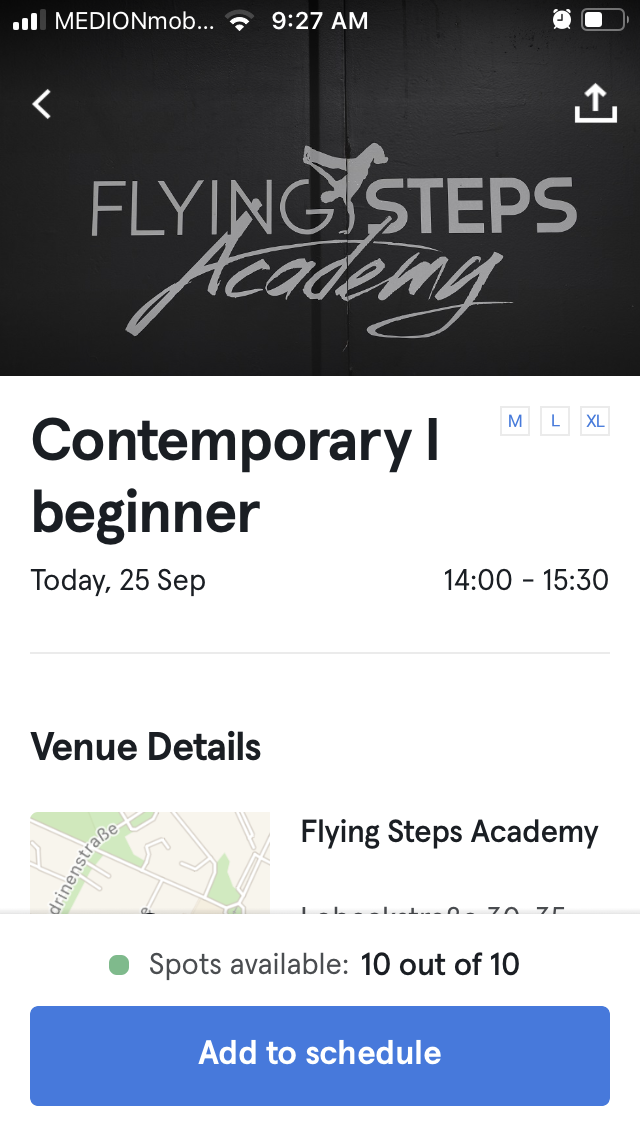 MEDIONmob... 9:27 AM
FLYING STEPS
Academy
Contemporary I
beginner
M L XL
Today, 25 Sep 14:00 - 15:30
Venue Details
drinenstraße
Flying Steps Academy
Spots available: 10 out of 10
Add to schedule